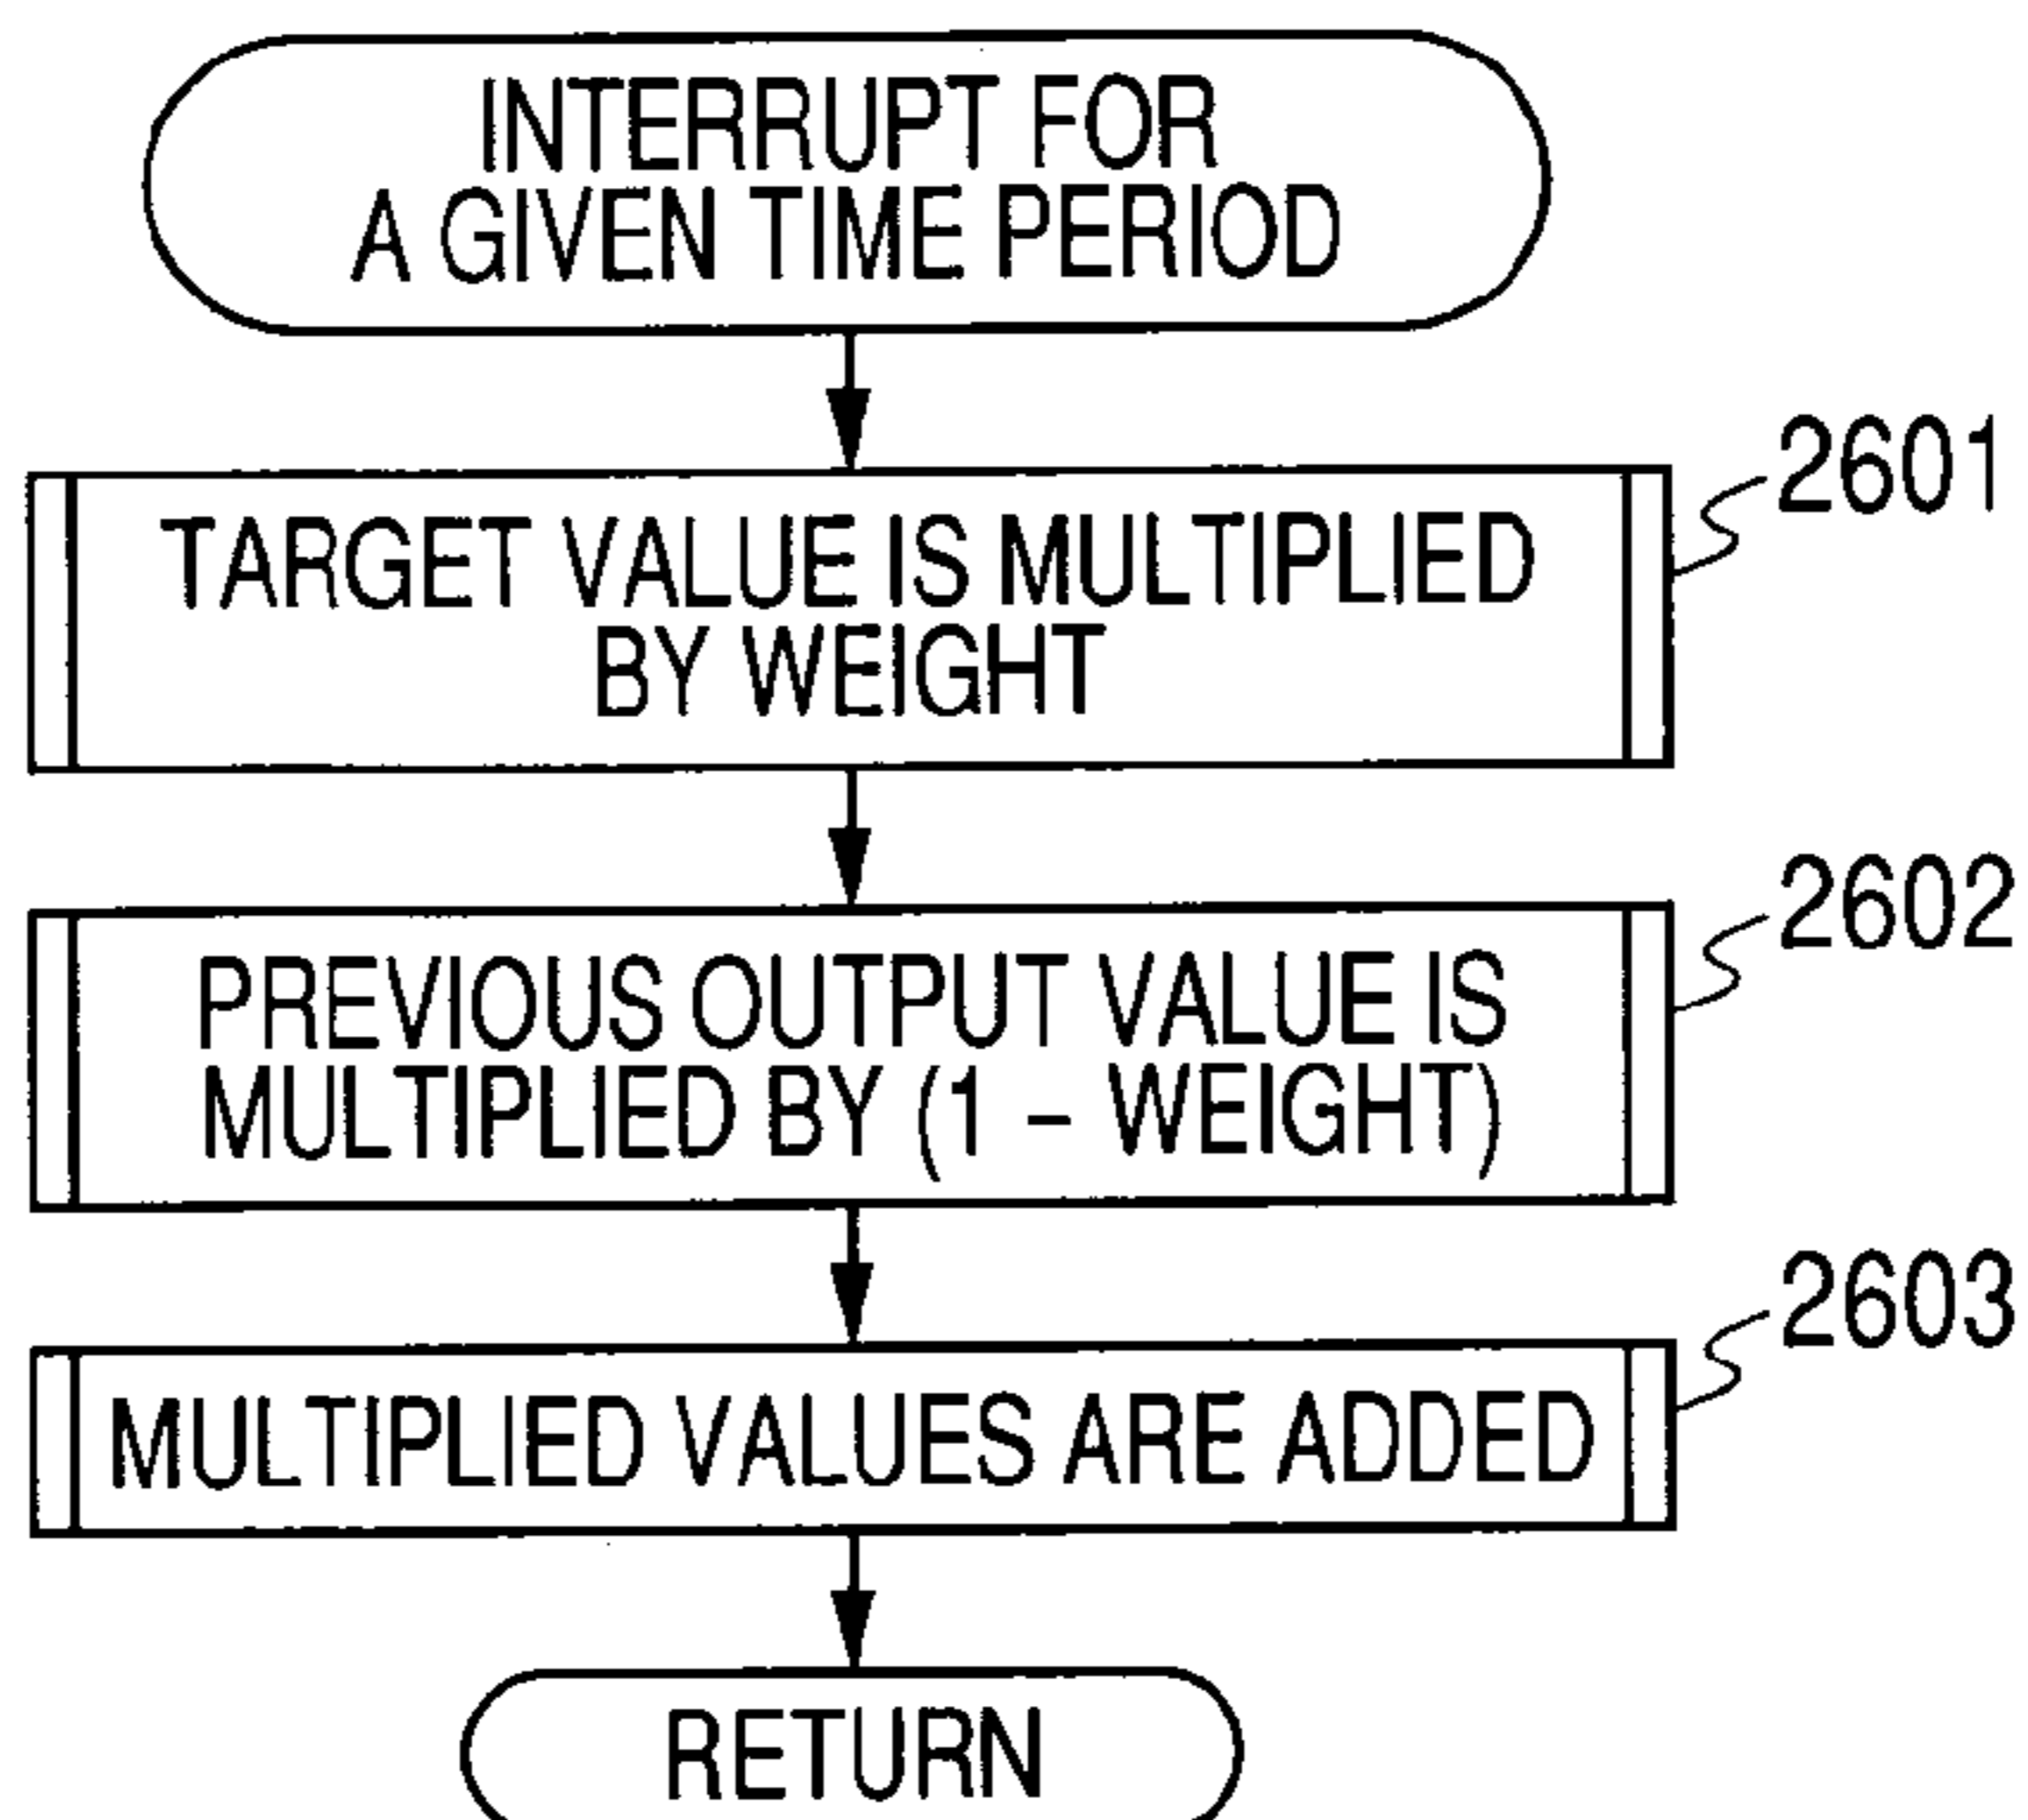 INTERRUPT FOR
A GIVEN TIME PERIOD
2601
TARGET VALUE IS MULTIPLIED
BY WEIGHT
2602
PREVIOUS OUTPUT VALUE IS
MULTIPLIED BY (1 – WEIGHT)
2603
MULTIPLIED VALUES ARE ADDED
RETURN